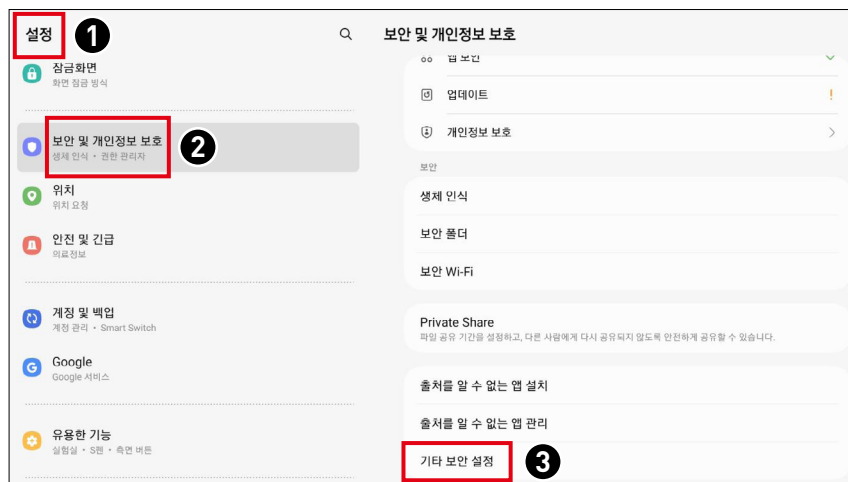 설정
1
잠금화면
화면 잠금 방식
보안 및 개인정보 보호
생체 인식 • 권한 관리자
2
위치
위치 요청
안전 및 긴급
의료정보
계정 및 백업
계정 관리 • Smart Switch
Google
Google 서비스
유용한 기능
실험실 • S펜 • 측면 버튼
보안 및 개인정보 보호
앱 보안
업데이트
!
개인정보 보호
보안
생체 인식
보안 폴더
보안 Wi-Fi
Private Share
파일 공유 기간을 설정하고, 다른 사람에게 다시 공유되지 않도록 안전하게 공유할 수 있습니다.
출처를 알 수 없는 앱 설치
출처를 알 수 없는 앱 관리
기타 보안 설정
3